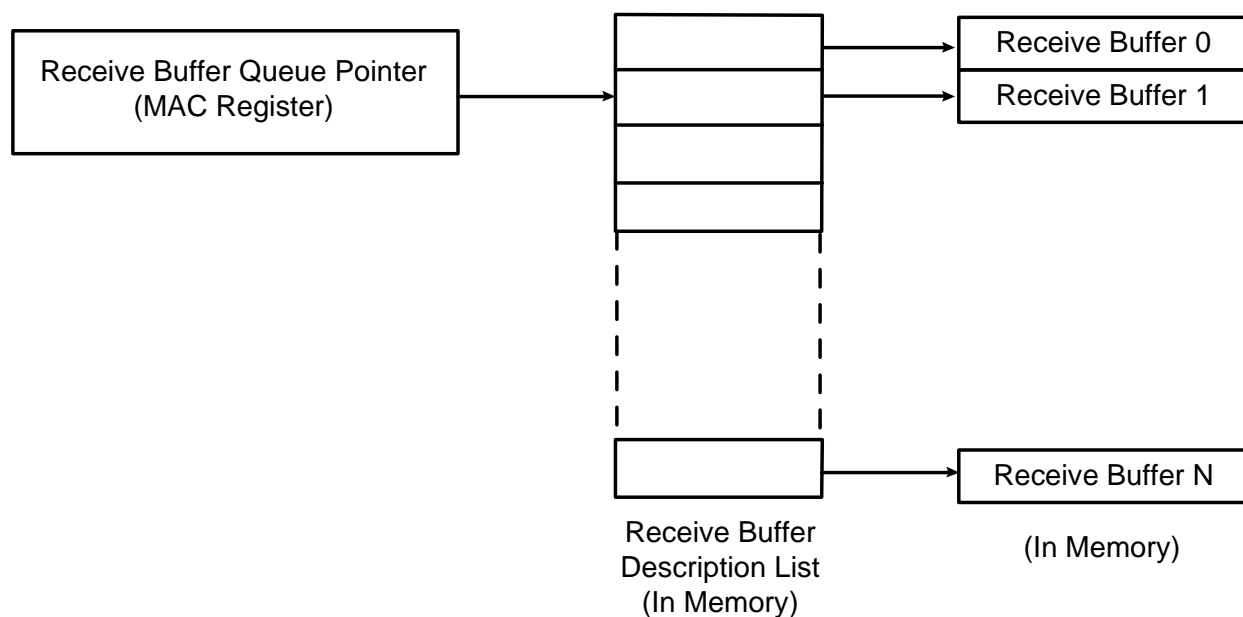 Receive Buffer Queue Pointer
(MAC Register)
Receive Buffer 0
Receive Buffer 1
Receive Buffer N
Receive Buffer
Description List
(In Memory)
(In Memory)